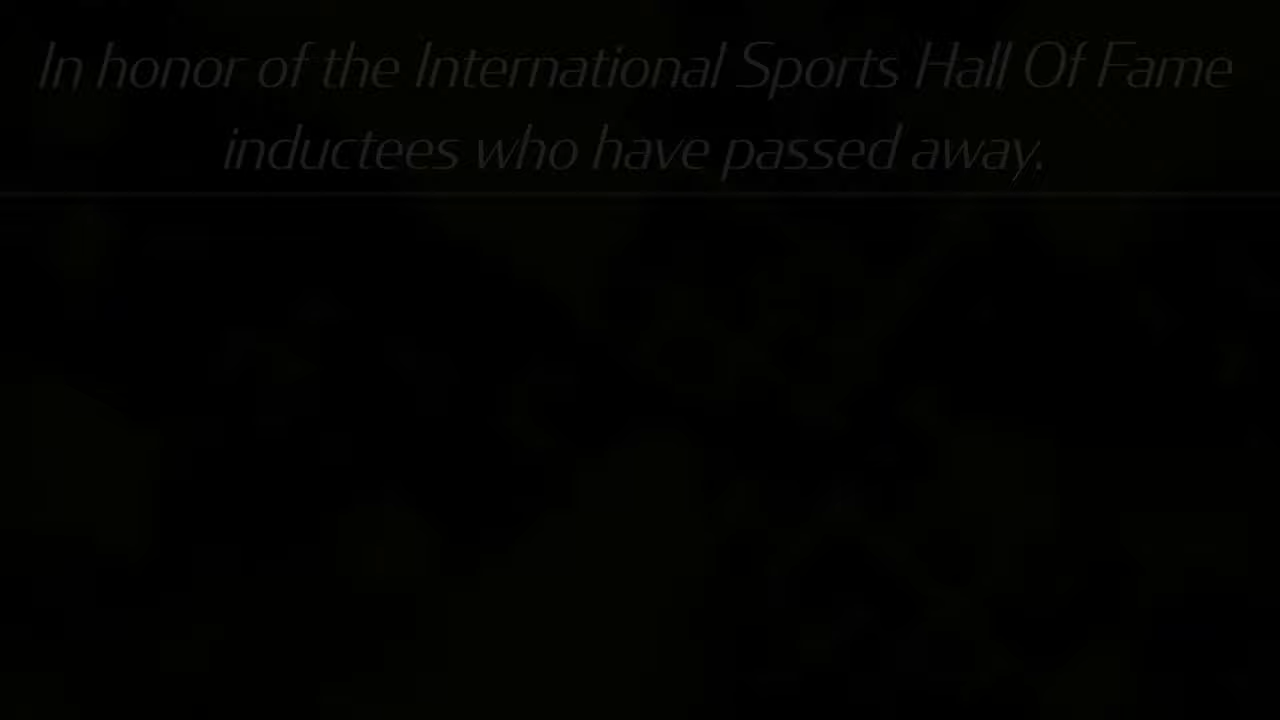 In honor of the International Sports Hall Of Fame
inductees who have passed away.